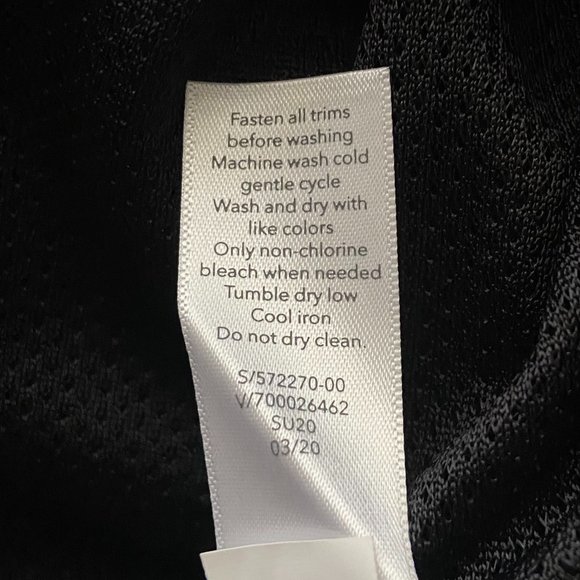 Fasten all trims
before washing
Machine wash cold
gentle cycle
Wash and dry with
like colors
Only non-chlorine
bleach when needed
Tumble dry low
Cool iron
Do not dry clean.
S/572270-00
V/700026462
SU20
03/20